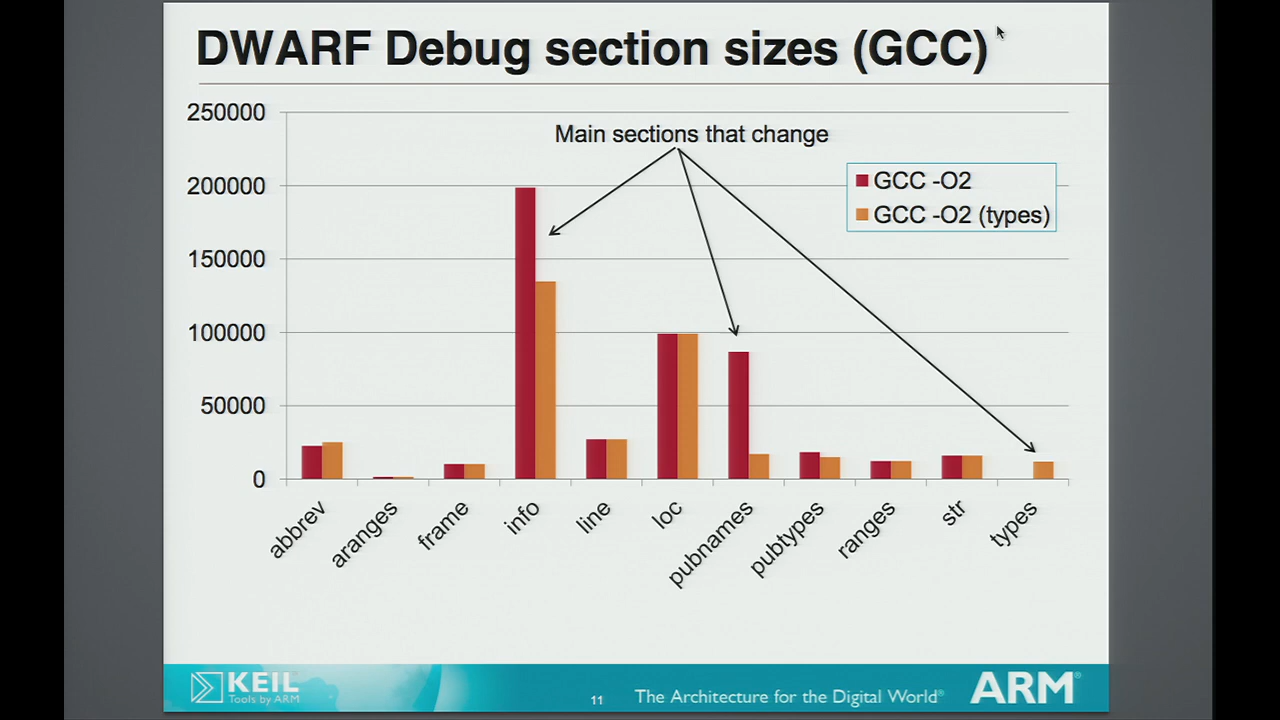 DWARF Debug section sizes (GCC)
250000
Main sections that change
200000
GCC -O2
GCC -O2 (types)
150000
100000
50000
0
abbrev
aranges
frame
info
line
loc
pubnames
pubtypes
ranges
str
types
KEIL
Tools by ARM
11
The Architecture for the Digital World®
ARM®